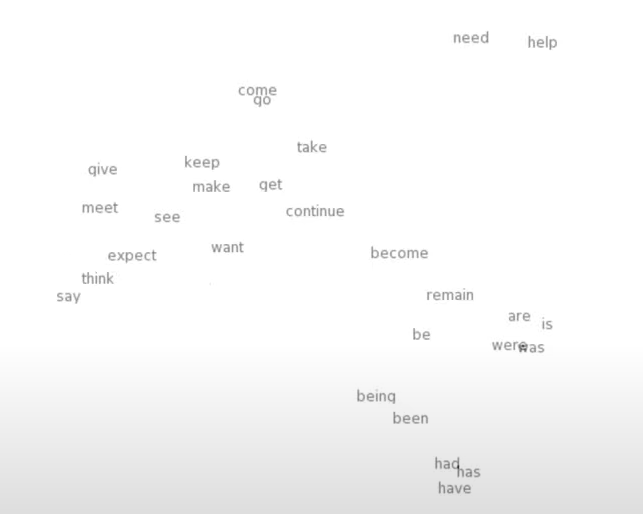 need help
come
go
take
keep
give
get
make
meet
continue
see
want
become
expect
think
remain
say
are
is
be
were was
being
been
had
has
have